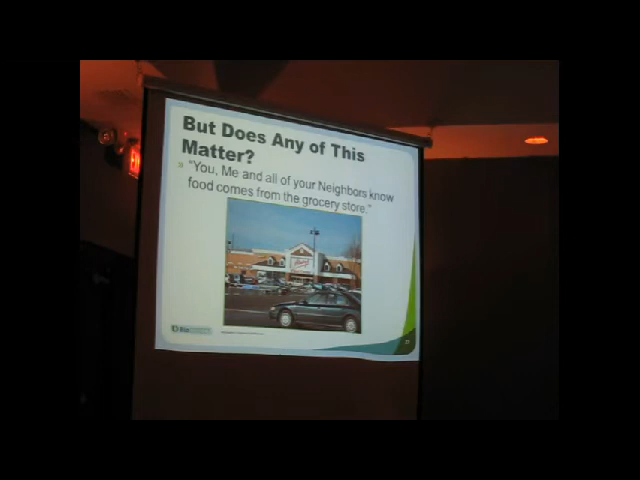 But Does Any of This
Matter?
"You, Me and all of your Neighbors know
food comes from the grocery store."